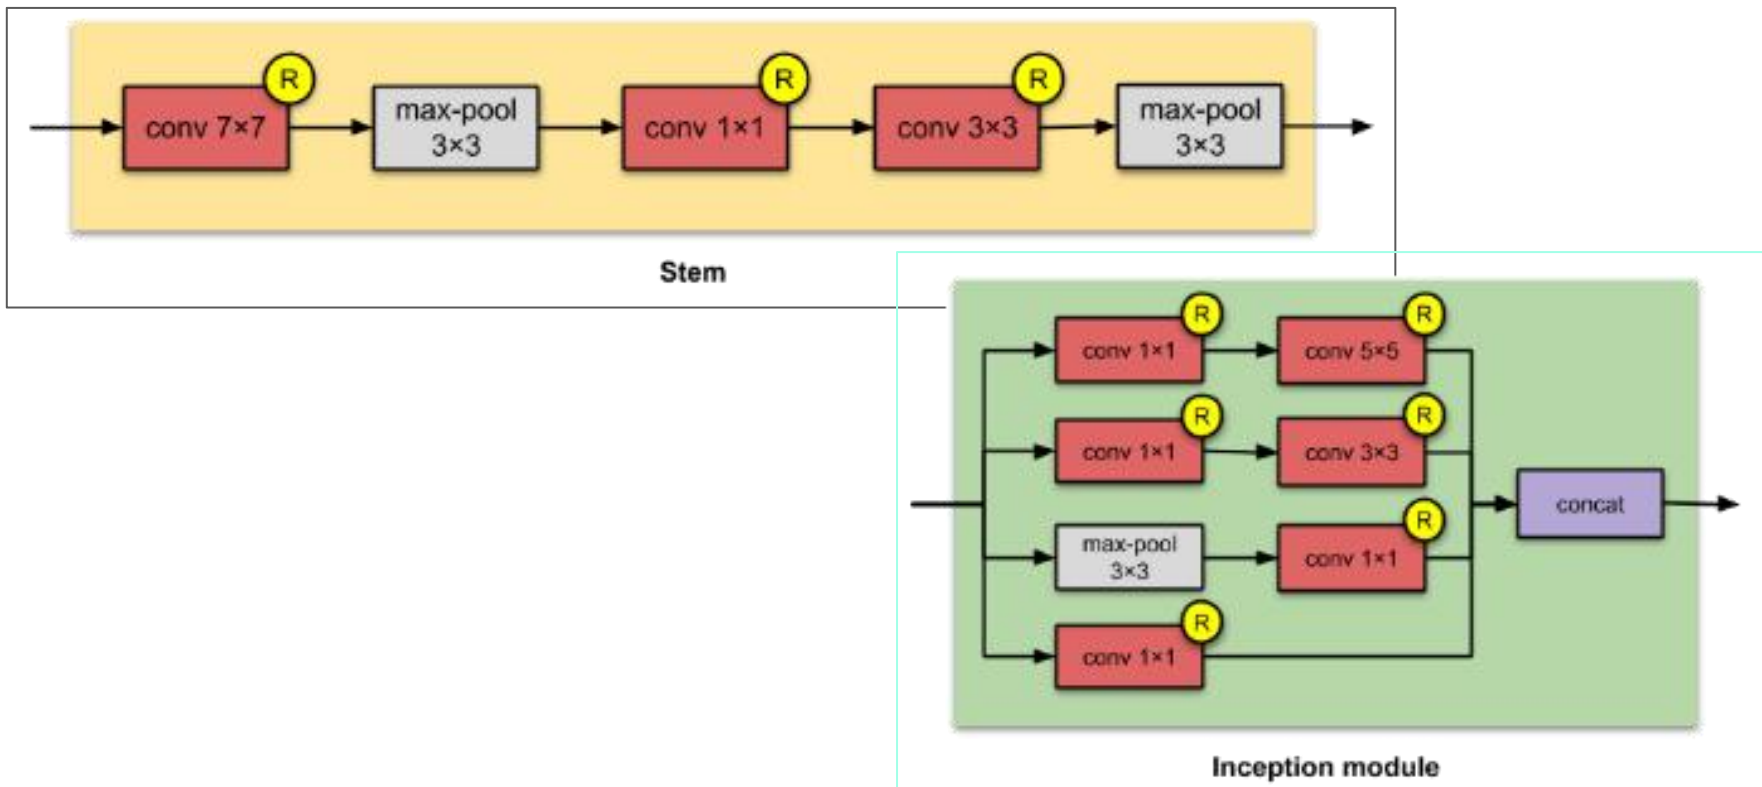 R
R
R
conv 7×7
max-pool
3×3
conv 1×1
conv 3×3
max-pool
3×3
Stem
R
R
conv 1×1
conv 5×5
R
R
conv 1×1
conv 3×3
concat
R
max-pool
3×3
conv 1×1
R
conv 1×1
Inception module